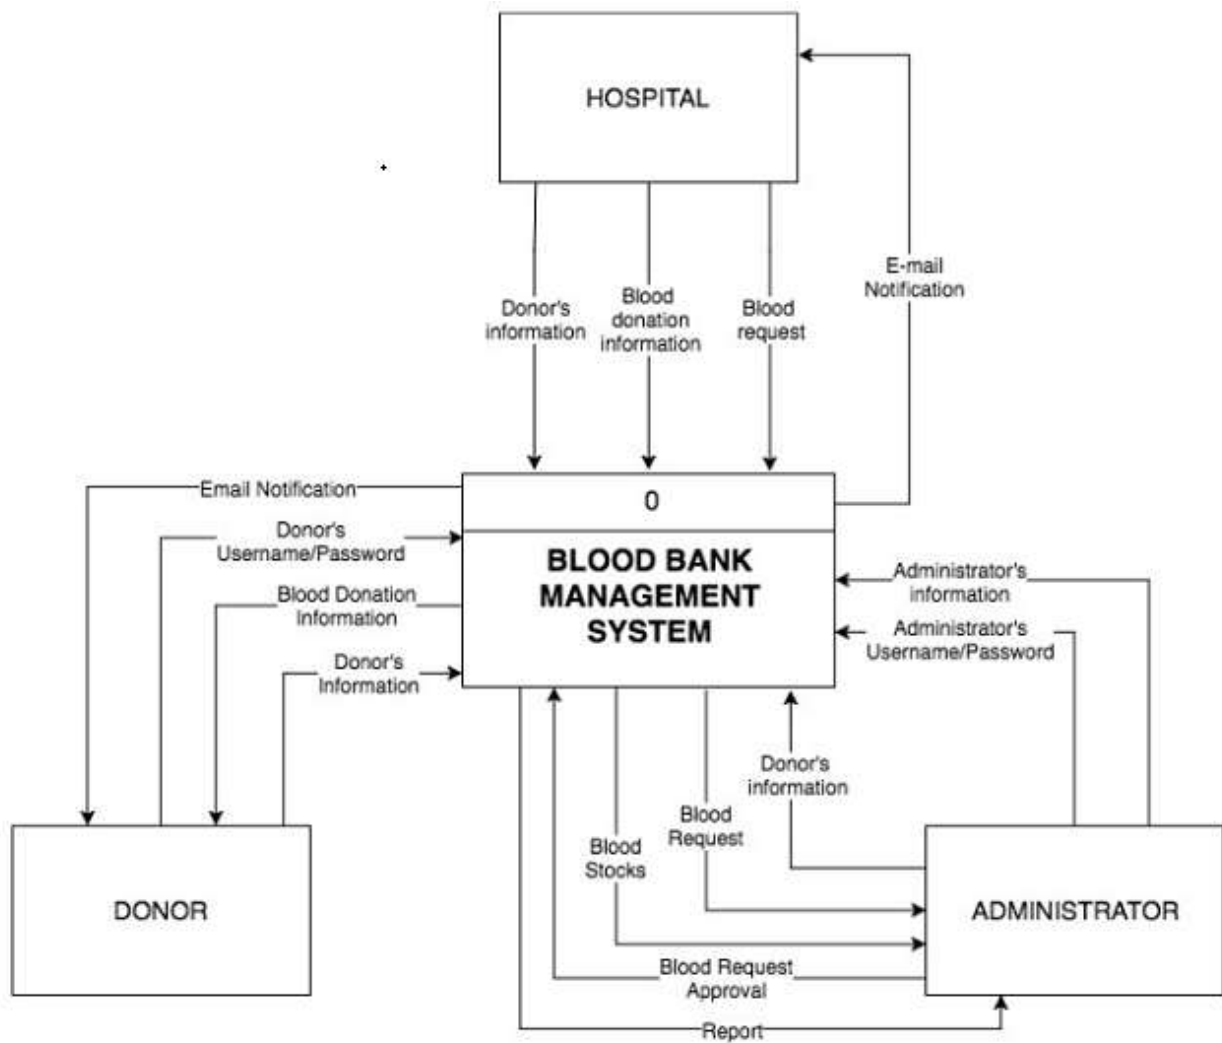 HOSPITAL
E-mail
Notification
Donor's
information
Blood
donation
information
Blood
request
Email Notification
0
Donor's
Username/Password
BLOOD BANK
MANAGEMENT
SYSTEM
Administrator's
information
Blood Donation
Information
Administrator's
Username/Password
Donor's
Information
Donor's
information
Blood
Request
Blood
Stocks
DONOR
ADMINISTRATOR
Blood Request
Approval
Report